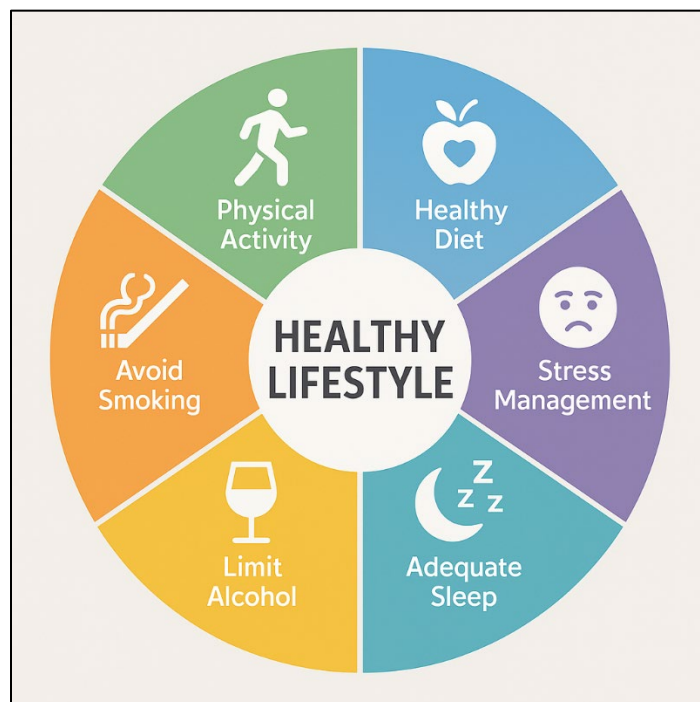 Physical
Activity
Healthy
Diet
Avoid
Smoking
HEALTHY
LIFESTYLE
Stress
Management
Limit
Alcohol
Adequate
Sleep
z
Z
z